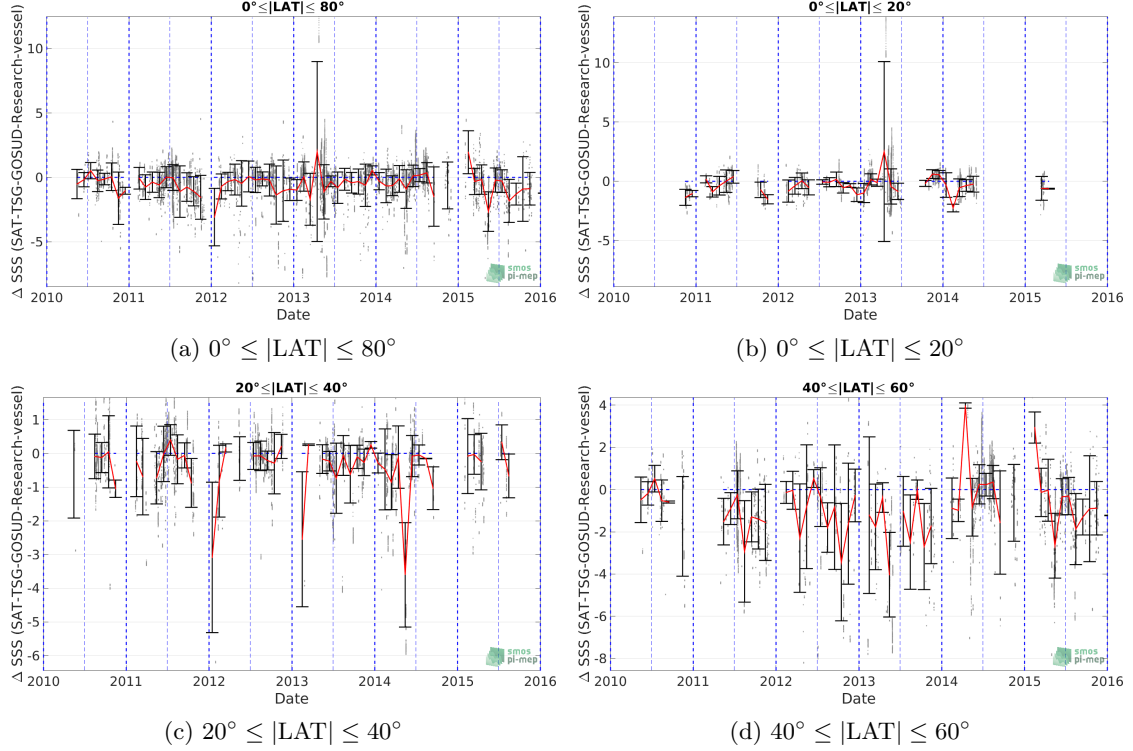 0°≤|LAT|≤ 80°
Δ SSS (SAT-TSG-GOSUD-Research-vessel)
10
5
0
-5
2010 2011 2012 2013 2014 2015 2016
Date
smos
pi-mep
(a) 0° ≤ |LAT| ≤ 80°
0°≤|LAT|≤ 20°
Δ SSS (SAT-TSG-GOSUD-Research-vessel)
10
5
0
-5
2010 2011 2012 2013 2014 2015 2016
Date
smos
pi-mep
(b) 0° ≤ |LAT| ≤ 20°
20°≤|LAT|≤ 40°
Δ SSS (SAT-TSG-GOSUD-Research-vessel)
1
0
-1
-2
-3
-4
-5
-6
2010 2011 2012 2013 2014 2015 2016
Date
smos
pi-mep
(c) 20° ≤ |LAT| ≤ 40°
40°≤|LAT|≤ 60°
Δ SSS (SAT-TSG-GOSUD-Research-vessel)
4
2
0
-2
-4
-6
-8
2010 2011 2012 2013 2014 2015 2016
Date
smos
pi-mep
(d) 40° ≤ |LAT| ≤ 60°